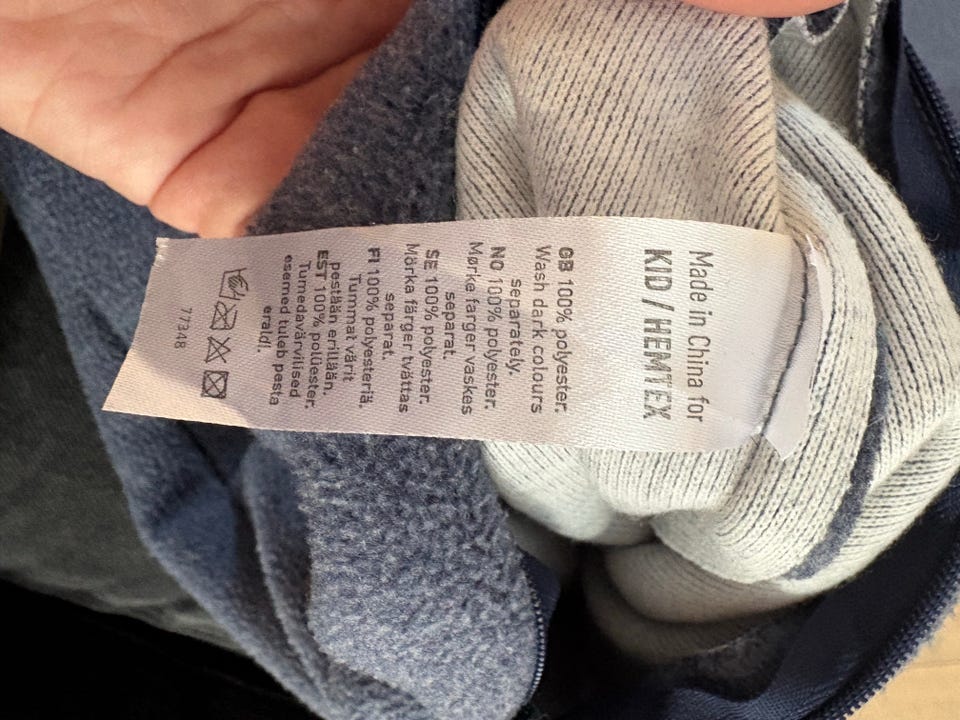 Made in China for
KID / HEMTEX
GB 100% polyester.
Wash dark colours
separately.
NO 100% polyester.
Mørke farger vaskes
separat.
SE 100% polyester.
Mörka färger tvättas
separat.
FI 100% polyesteriä.
Tummat värit
pestään erillään.
EST 100% polüester.
Tumedavärvilised
esemed tuleb pesta
eraldi.
77348